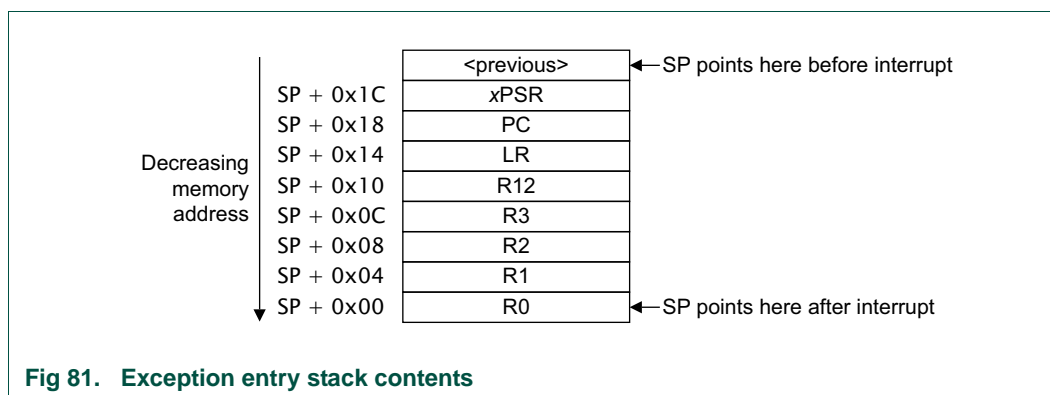 <previous> SP points here before interrupt
SP + 0x1C xPSR
SP + 0x18 PC
SP + 0x14 LR
SP + 0x10 R12
SP + 0x0C R3
SP + 0x08 R2
SP + 0x04 R1
SP + 0x00 R0 SP points here after interrupt
Decreasing
memory
address
Fig 81. Exception entry stack contents